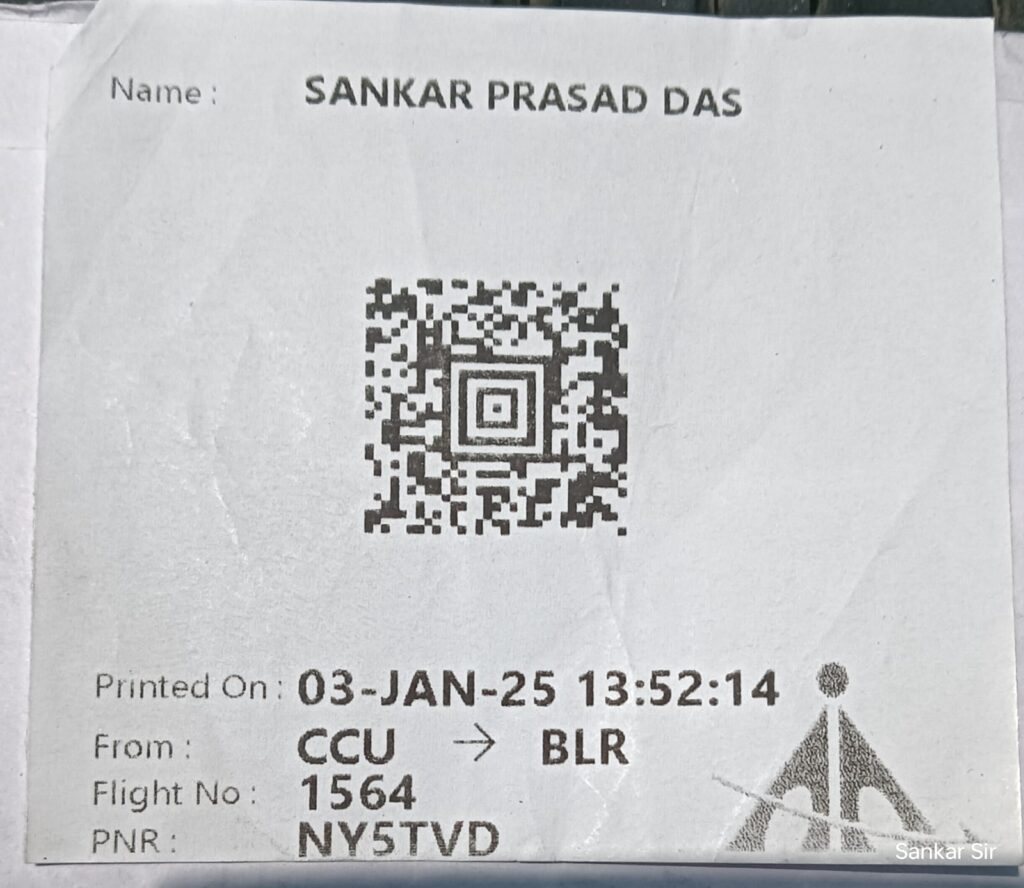 Name : SANKAR PRASAD DAS
Printed On : 03-JAN-25 13:52:14
From : CCU → BLR
Flight No : 1564
PNR : NY5TVD
Sankar Sir